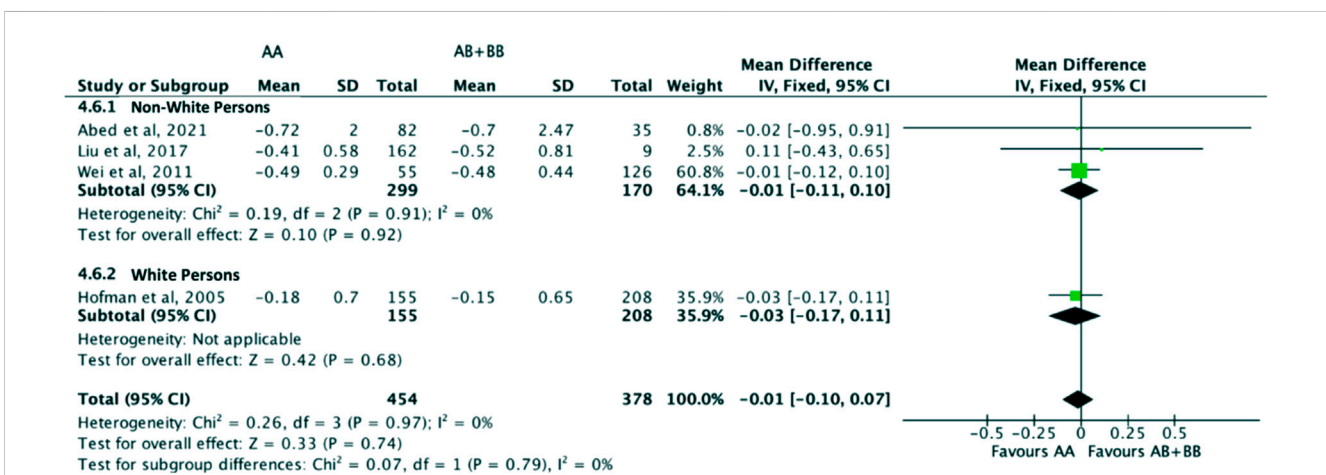 AA AB+BB
Mean Difference Mean Difference
Study or Subgroup Mean SD Total Mean SD Total Weight IV, Fixed, 95% CI IV, Fixed, 95% CI
4.6.1 Non-White Persons
Abed et al, 2021 −0.72 2 82 −0.7 2.47 35 0.8% −0.02 [−0.95, 0.91]
Liu et al, 2017 −0.41 0.58 162 −0.52 0.81 9 2.5% 0.11 [−0.43, 0.65]
Wei et al, 2011 −0.49 0.29 55 −0.48 0.44 126 60.8% −0.01 [−0.12, 0.10]
Subtotal (95% CI) 299 170 64.1% −0.01 [−0.11, 0.10]
Heterogeneity: Chi² = 0.19, df = 2 (P = 0.91); I² = 0%
Test for overall effect: Z = 0.10 (P = 0.92)
4.6.2 White Persons
Hofman et al, 2005 −0.18 0.7 155 −0.15 0.65 208 35.9% −0.03 [−0.17, 0.11]
Subtotal (95% CI) 155 208 35.9% −0.03 [−0.17, 0.11]
Heterogeneity: Not applicable
Test for overall effect: Z = 0.42 (P = 0.68)
Total (95% CI) 454 378 100.0% −0.01 [−0.10, 0.07]
Heterogeneity: Chi² = 0.26, df = 3 (P = 0.97); I² = 0%
Test for overall effect: Z = 0.33 (P = 0.74)
Test for subgroup differences: Chi² = 0.07, df = 1 (P = 0.79), I² = 0%
−0.5 −0.25 0 0.25 0.5
Favours AA Favours AB+BB